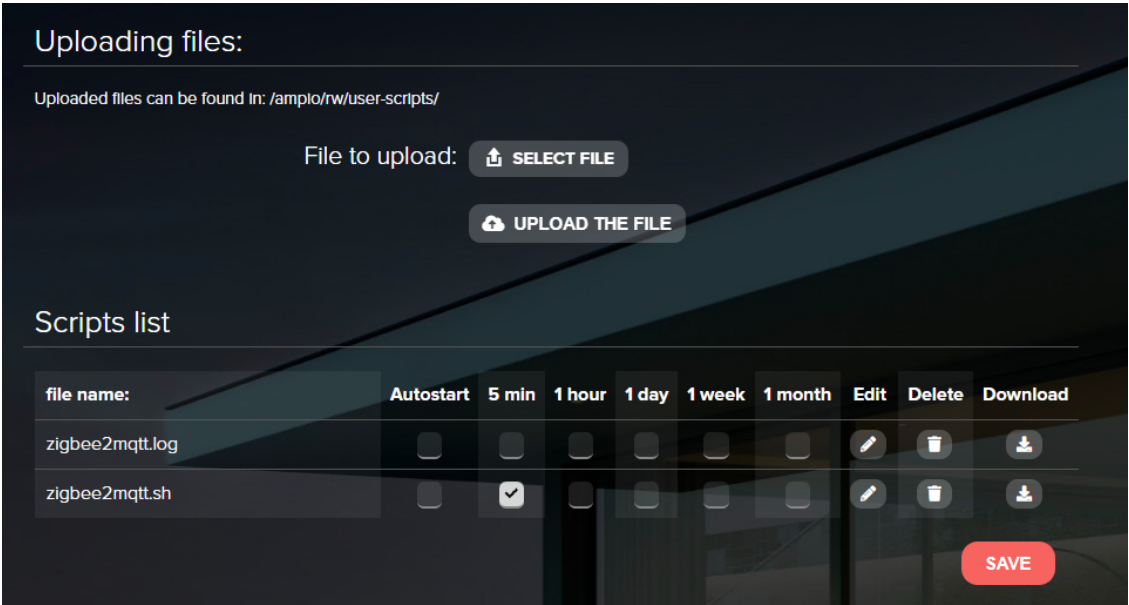 Uploading files:
Uploaded files can be found in: /ampio/rw/user-scripts/
File to upload: SELECT FILE
UPLOAD THE FILE
Scripts list
file name: Autostart 5 min 1 hour 1 day 1 week 1 month Edit Delete Download
zigbee2mqtt.log
zigbee2mqtt.sh
SAVE